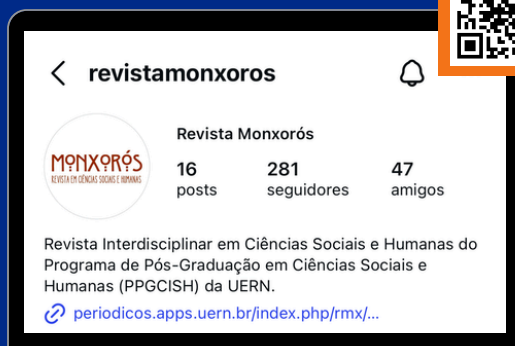 revistamonxoros
MONXORÓS
REVISTA EM CIÊNCIAS SOCIAIS E HUMANAS
Revista Monxorós
16 281 47
posts seguidores amigos
Revista Interdisciplinar em Ciências Sociais e Humanas do
Programa de Pós-Graduação em Ciências Sociais e
Humanas (PPGCISH) da UERN.
periodicos.apps.uern.br/index.php/rmx/...